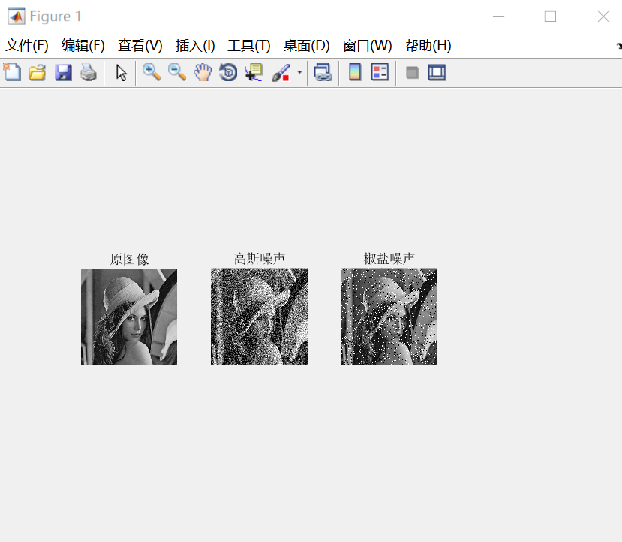 Figure 1
文件(F) 编辑(E) 查看(V) 插入(I) 工具(T) 桌面(D) 窗口(W) 帮助(H)
原图像 高斯噪声 椒盐噪声